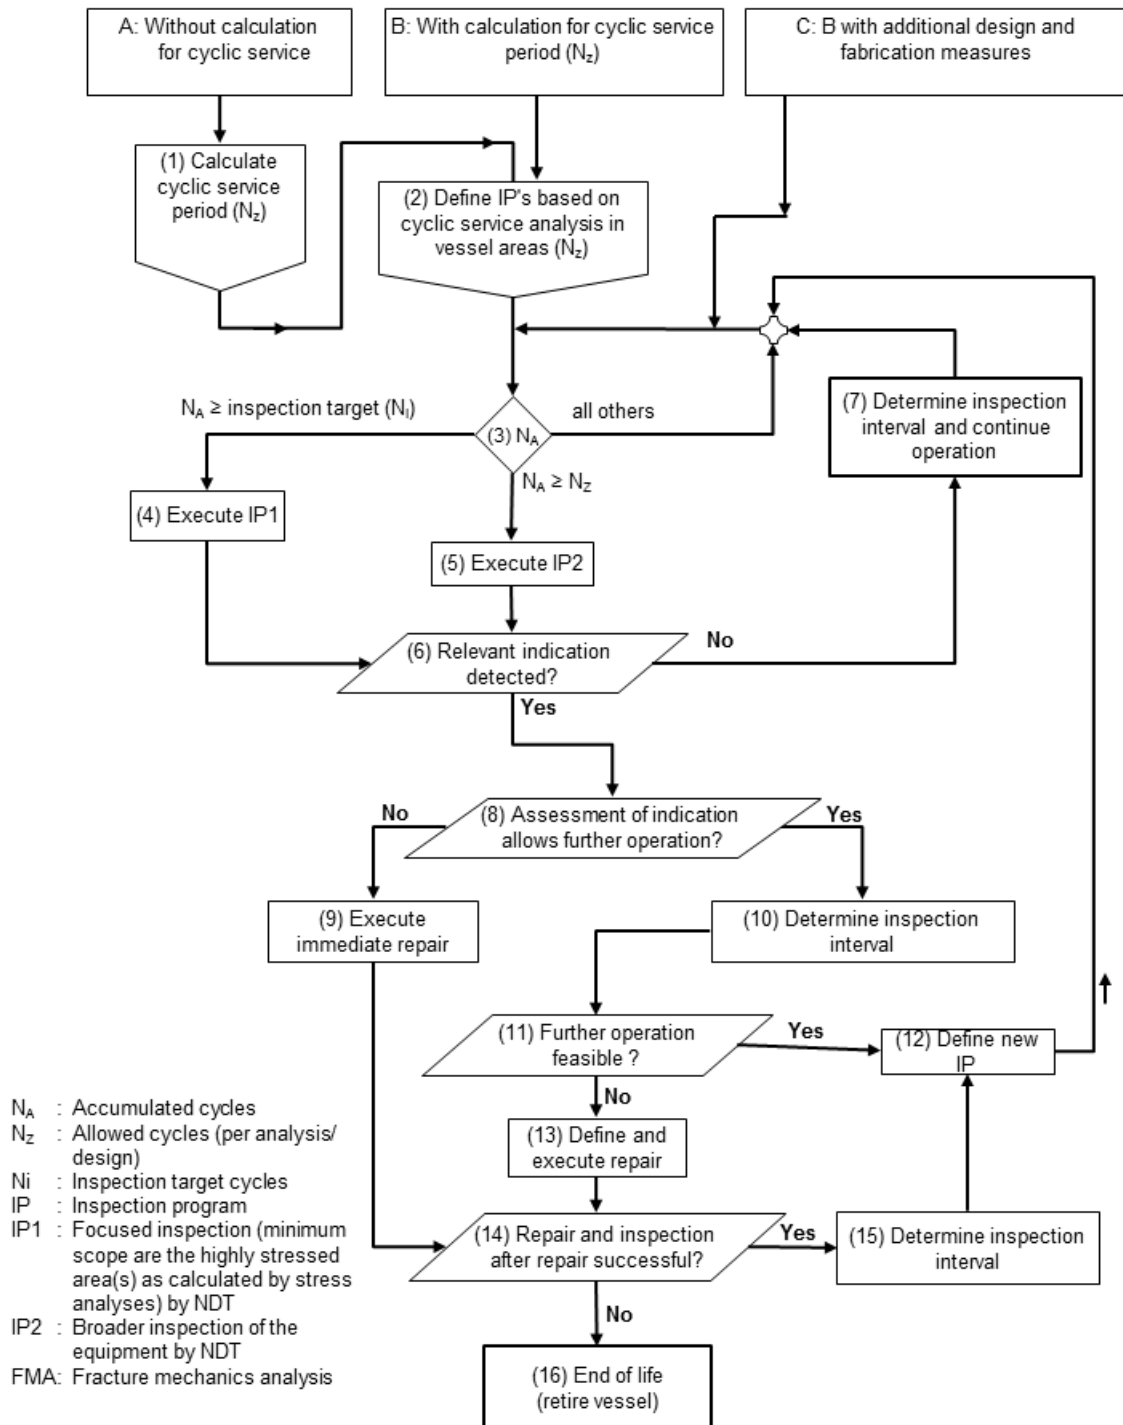 A: Without calculation
for cyclic service
B: With calculation for cyclic service
period (Nz)
C: B with additional design and
fabrication measures
(1) Calculate
cyclic service
period (Nz)
(2) Define IP's based on
cyclic service analysis in
vessel areas (Nz)
NA ≥ inspection target (NI)
(3) NA
all others
(7) Determine inspection
interval and continue
operation
NA ≥ NZ
(4) Execute IP1
(5) Execute IP2
(6) Relevant indication
detected?
No
Yes
(8) Assessment of indication
allows further operation?
No
Yes
(9) Execute
immediate repair
(10) Determine inspection
interval
(11) Further operation
feasible ?
Yes
(12) Define new
IP
No
(13) Define and
execute repair
(14) Repair and inspection
after repair successful?
Yes
(15) Determine inspection
interval
No
(16) End of life
(retire vessel)
NA : Accumulated cycles
NZ : Allowed cycles (per analysis/
design)
Ni : Inspection target cycles
IP : Inspection program
IP1 : Focused inspection (minimum
scope are the highly stressed
area(s) as calculated by stress
analyses) by NDT
IP2 : Broader inspection of the
equipment by NDT
FMA: Fracture mechanics analysis